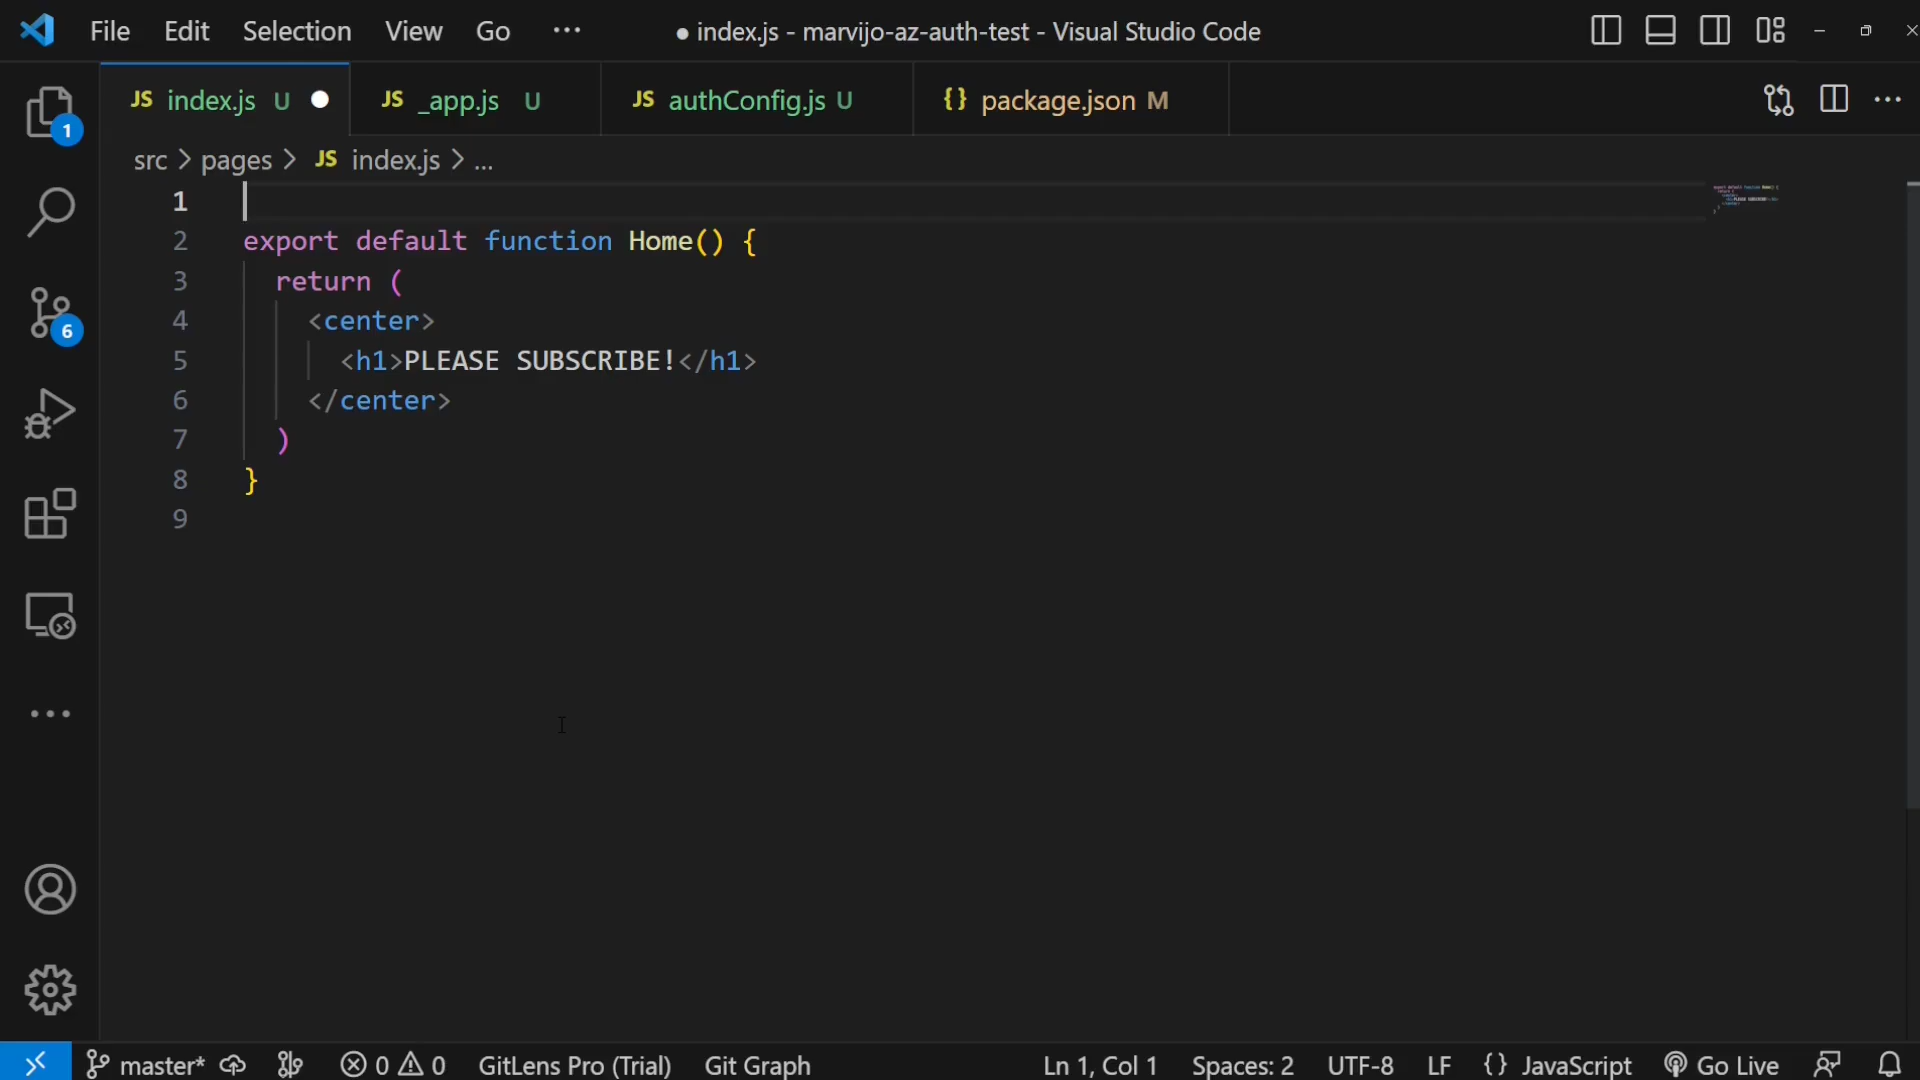 File Edit Selection View Go ··· ● index.js - marvijo-az-auth-test - Visual Studio Code
JS index.js U JS _app.js U JS authConfig.js U {} package.json M
src > pages > JS index.js > ...
1
2 export default function Home() {
3 return (
4 <center>
5 <h1>PLEASE SUBSCRIBE!</h1>
6 </center>
7 )
8 }
9
1
6
master* 0 0 GitLens Pro (Trial) Git Graph Ln 1, Col 1 Spaces: 2 UTF-8 LF {} JavaScript Go Live